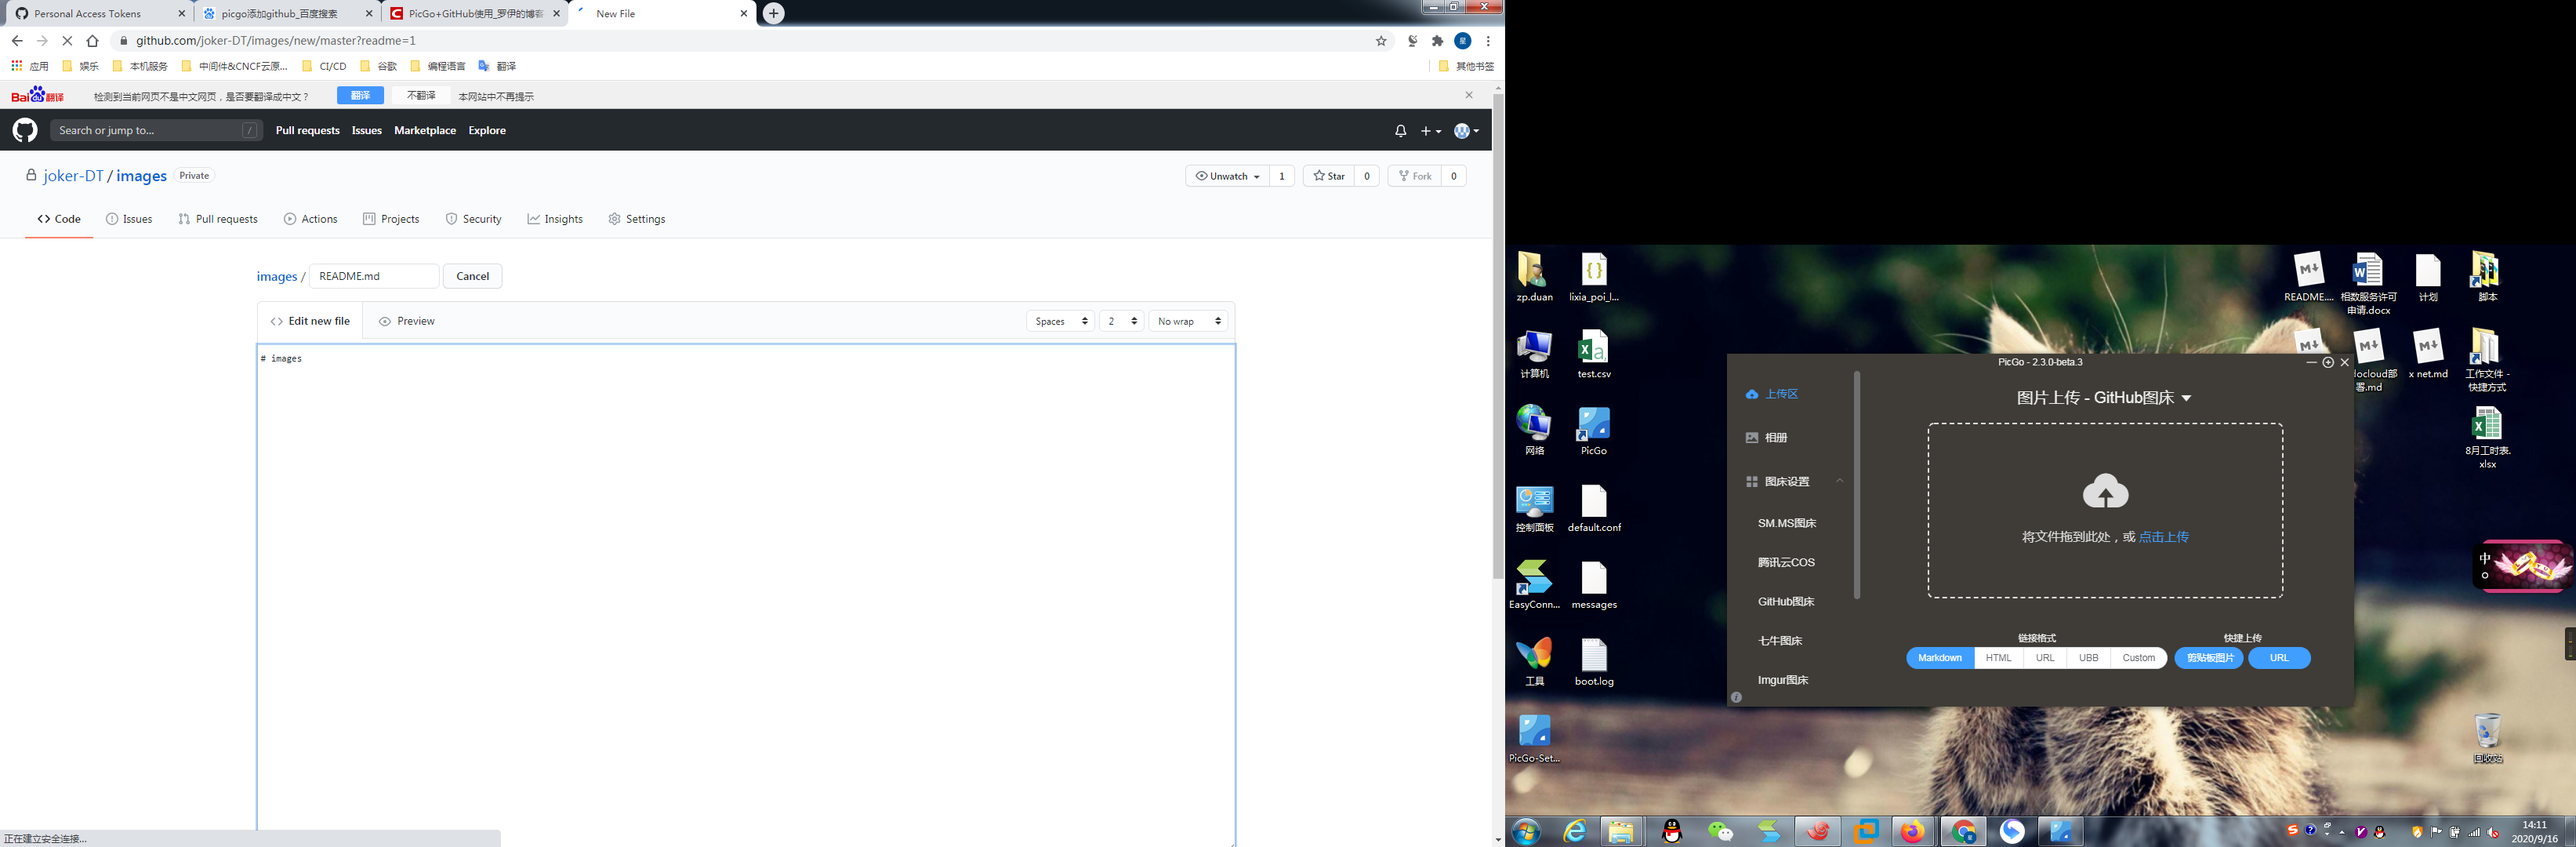 Personal Access Tokens
picgo添加github_百度搜索
PicGo+GitHub使用_罗伊的博客
New File
github.com/joker-DT/images/new/master?readme=1
应用
娱乐
本机服务
中间件&CNCF云原...
CI/CD
谷歌
编程语言
翻译
其他书签
Bai du 翻译
检测到当前网页不是中文网页，是否要翻译成中文？
翻译
不翻译
本网站中不再提示
Search or jump to...
/
Pull requests
Issues
Marketplace
Explore
joker-DT / images
Private
Unwatch
1
Star
0
Fork
0
Code
Issues
Pull requests
Actions
Projects
Security
Insights
Settings
images /
README.md
Cancel
Edit new file
Preview
Spaces
2
No wrap
# images
正在建立安全连接...
zp.duan
lixia_poi_l...
计算机
test.csv
网络
PicGo
控制面板
default.conf
EasyConn...
messages
工具
boot.log
PicGo-Set...
README....
相数服务许可申请.docx
计划
脚本
docloud部署.md
x net.md
工作文件 - 快捷方式
8月工时表.xlsx
回收站
PicGo - 2.3.0-beta.3
上传区
相册
图床设置
SM.MS图床
腾讯云COS
GitHub图床
七牛图床
Imgur图床
图片上传 - GitHub图床
将文件拖到此处，或 点击上传
链接格式
快捷上传
Markdown
HTML
URL
UBB
Custom
剪贴板图片
URL
中
14:11
2020/9/16